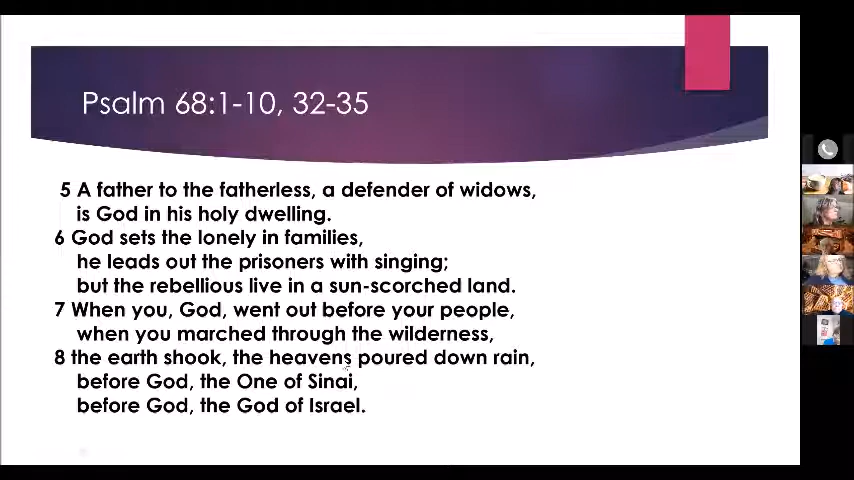 Psalm 68:1-10, 32-35
5 A father to the fatherless, a defender of widows,
is God in his holy dwelling.
6 God sets the lonely in families,
he leads out the prisoners with singing;
but the rebellious live in a sun-scorched land.
7 When you, God, went out before your people,
when you marched through the wilderness,
8 the earth shook, the heavens poured down rain,
before God, the One of Sinai,
before God, the God of Israel.